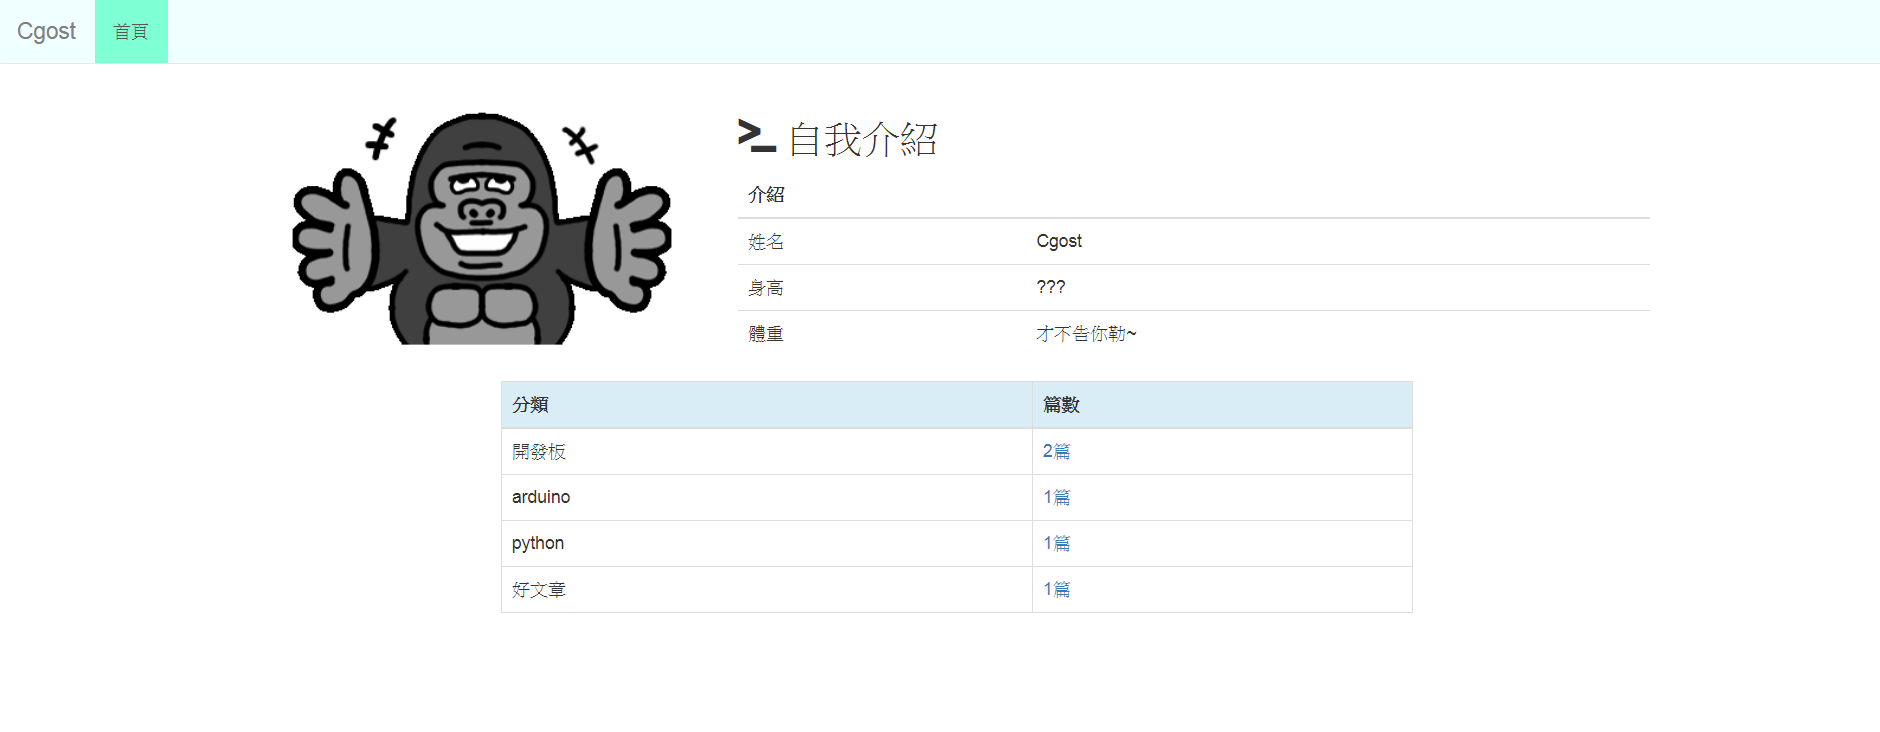 Cgost 首頁
自我介紹
介紹
姓名 Cgost
身高 ???
體重 才不告你勒~
分類 篇數
開發板 2篇
arduino 1篇
python 1篇
好文章 1篇